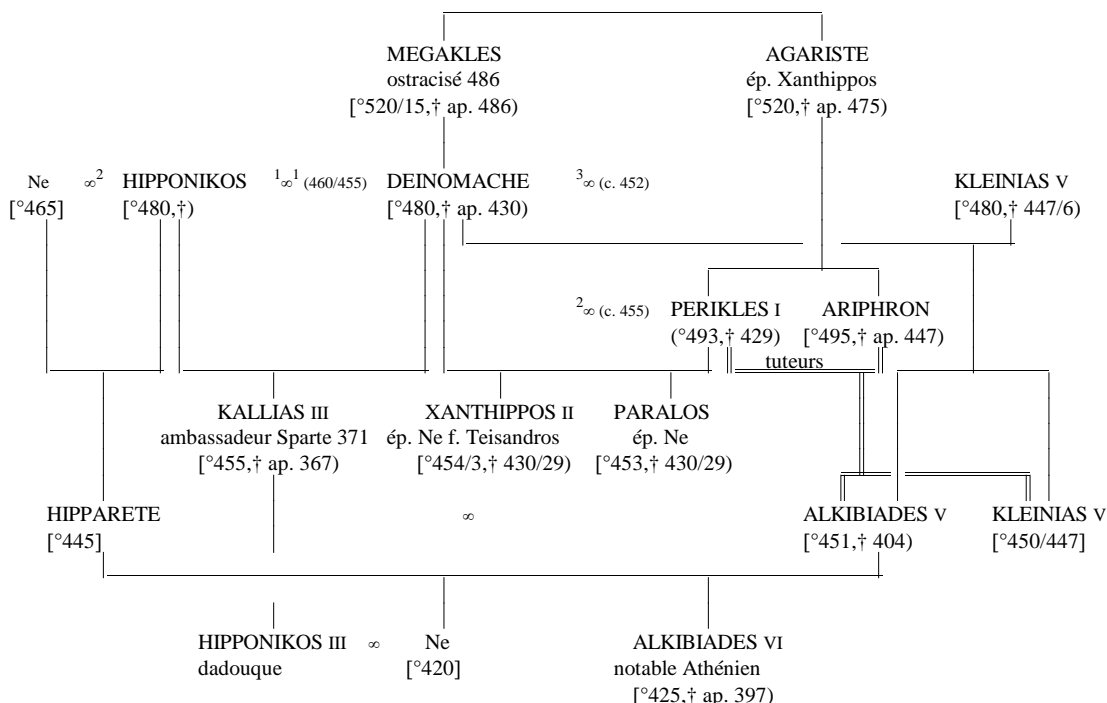 MEGAKLES AGARISTE
ostracisé 486 ép. Xanthippos
[°520/15,† ap. 486) [°520,† ap. 475]
Ne ∞² HIPPONIKOS ¹∞¹ (460/455) DEINOMACHE ³∞ (c. 452) KLEINIAS V
[°465] [°480,†) [°480,† ap. 430) [°480,† 447/6)
²∞ (c. 455) PERIKLES I ARIPHRON
(°493,† 429) [°495,† ap. 447)
tuteurs
KALLIAS III XANTHIPPOS II PARALOS
ambassadeur Sparte 371 ép. Ne f. Teisandros ép. Ne
[°455,† ap. 367) [°454/3,† 430/29) [°453,† 430/29)
HIPPARETE ∞ ALKIBIADES V KLEINIAS V
[°445] [°451,† 404) [°450/447]
HIPPONIKOS III ∞ Ne ALKIBIADES VI
dadouque [°420] notable Athénien
[°425,† ap. 397)